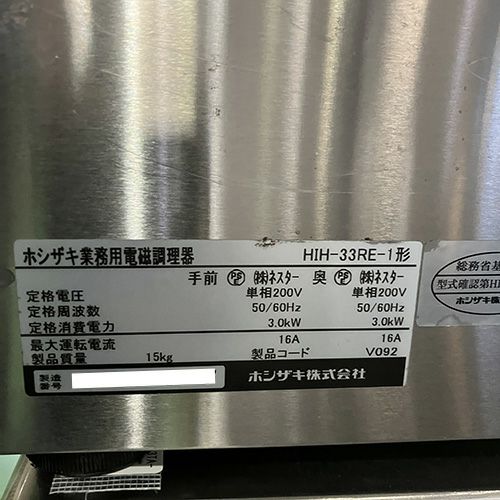 ホシザキ業務用電磁調理器 HIH-33RE-1形
手前 PSE ㈱ネスター 奥 PSE ㈱ネスター
定格電圧 単相200V 単相200V
定格周波数 50/60Hz 50/60Hz
定格消費電力 3.0kW 3.0kW
最大運転電流 16A 16A
製品質量 15kg 製品コード V092
製造番号 ホシザキ株式会社
総務省
型式確認第HI
ホシザキ株